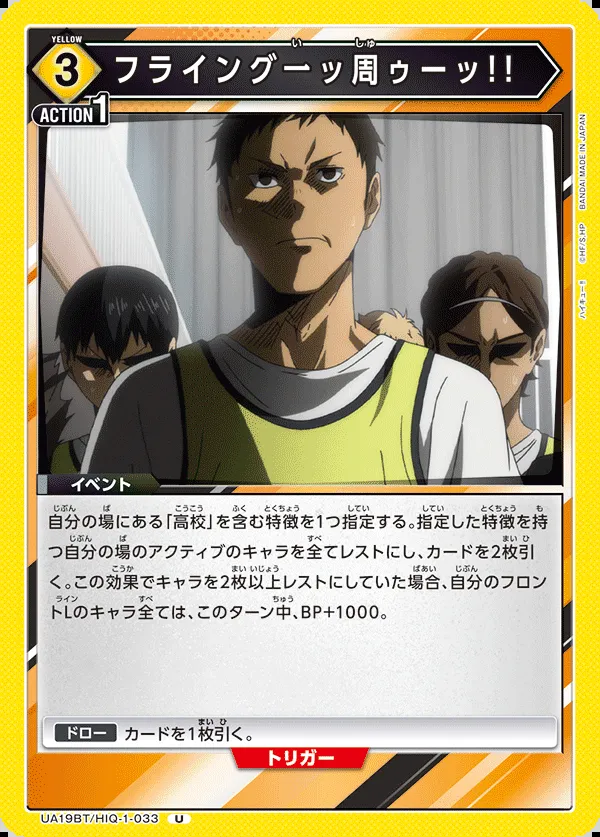 YELLOW
3
ACTION 1
フライングーッ周ゥーッ!!
いしゅ
©HF/S,HP BANDAI MADE IN JAPAN
ハイキュー!!
イベント
自分の場にある「高校」を含む特徴を1つ指定する。指定した特徴を持
つ自分の場のアクティブのキャラを全てレストにし、カードを2枚引
く。この効果でキャラを2枚以上レストにしていた場合、自分のフロン
トLのキャラ全ては、このターン中、BP+1000。
ドロー カードを1枚引く。
トリガー
UA19BT/HIQ-1-033 U